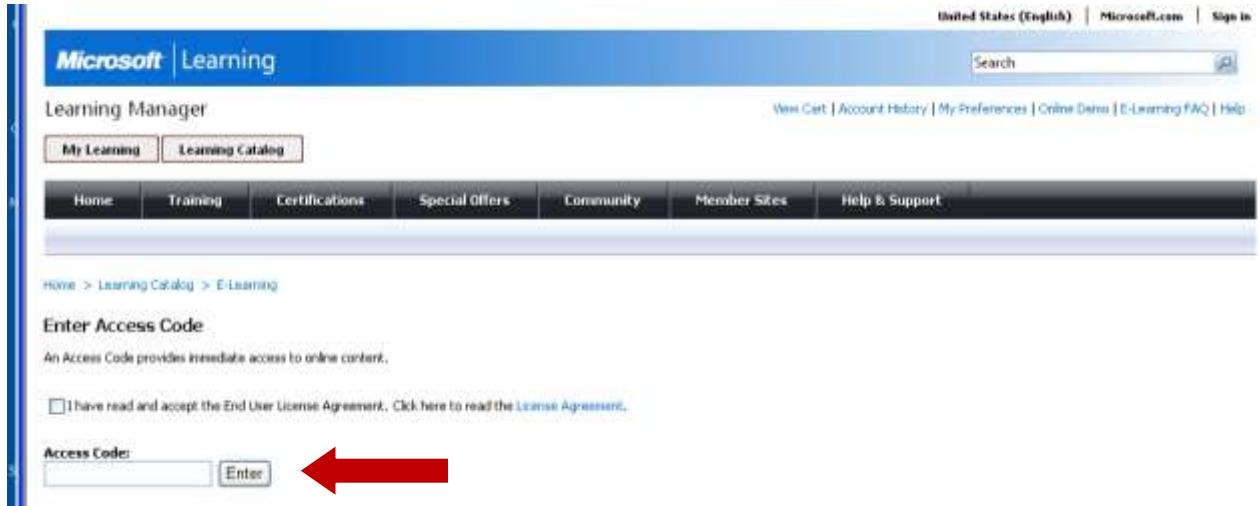 United States (English) | Microsoft.com | Sign in
Microsoft | Learning
Search
Learning Manager
View Cart | Account History | My Preferences | Online Demo | E-Learning FAQ | Help
My Learning Learning Catalog
Home Training Certifications Special Offers Community Member Sites Help & Support
Home > Learning Catalog > E-Learning
Enter Access Code
An Access Code provides immediate access to online content.
I have read and accept the End User License Agreement. Click here to read the License Agreement.
Access Code:
Enter